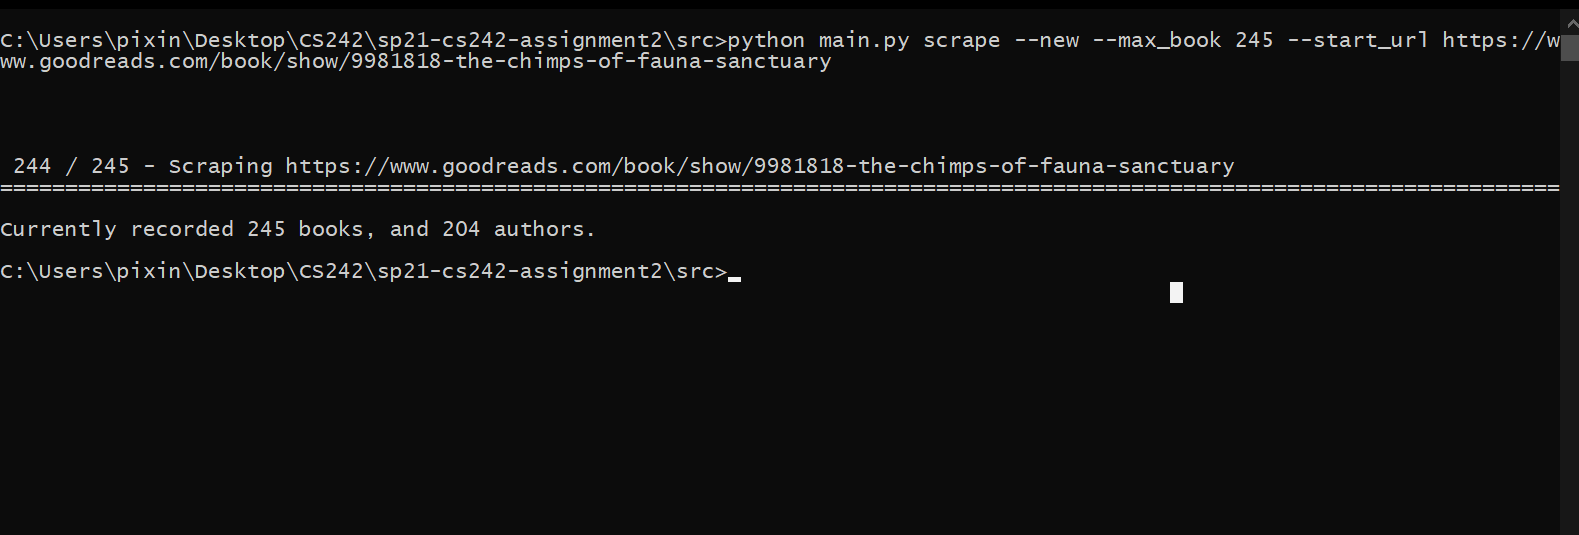 C:\Users\pixin\Desktop\CS242\sp21-cs242-assignment2\src>python main.py scrape --new --max_book 245 --start_url https://w
ww.goodreads.com/book/show/9981818-the-chimps-of-fauna-sanctuary
244 / 245 - Scraping https://www.goodreads.com/book/show/9981818-the-chimps-of-fauna-sanctuary
========================================================================================================================
Currently recorded 245 books, and 204 authors.
C:\Users\pixin\Desktop\CS242\sp21-cs242-assignment2\src>